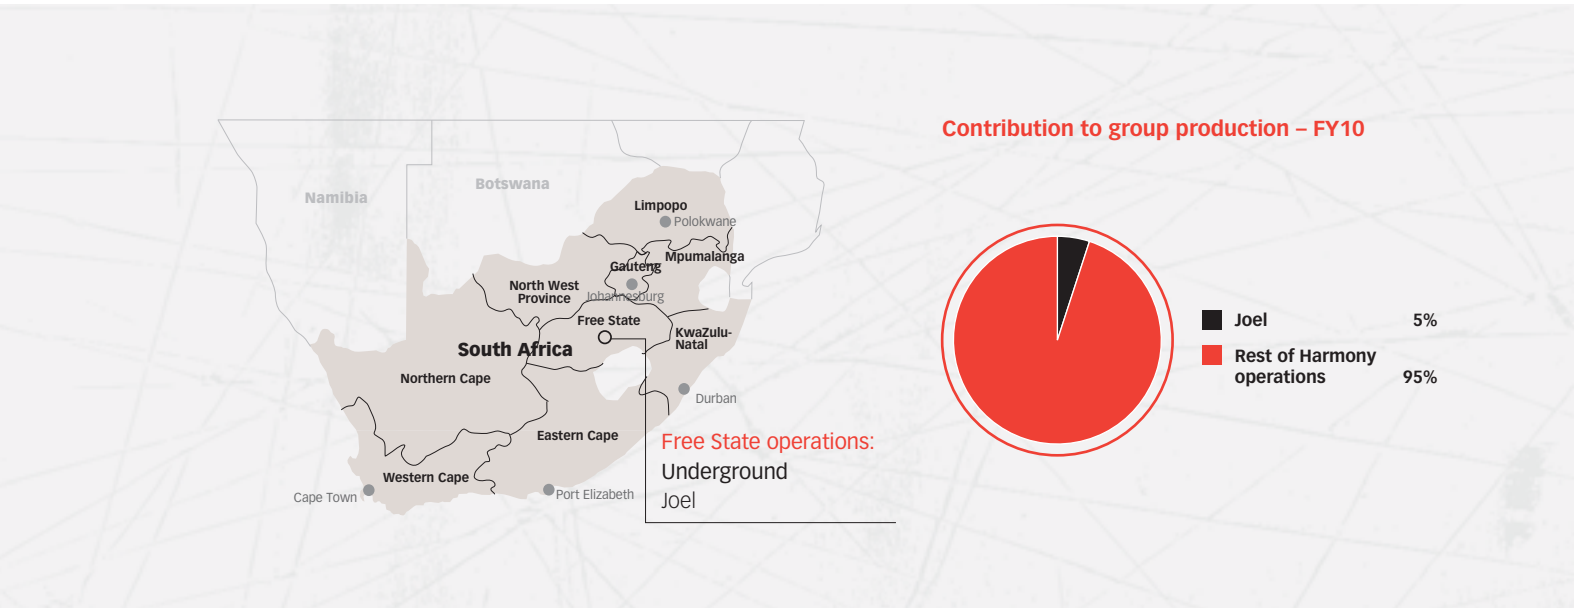 Contribution to group production – FY10
Namibia
Botswana
Limpopo
Polokwane
Mpumalanga
Gauteng
North West
Province
Johannesburg
Free State
KwaZulu-
Natal
South Africa
Northern Cape
Durban
Eastern Cape
Western Cape
Cape Town
Port Elizabeth
Free State operations:
Underground
Joel
Joel 5%
Rest of Harmony
operations 95%